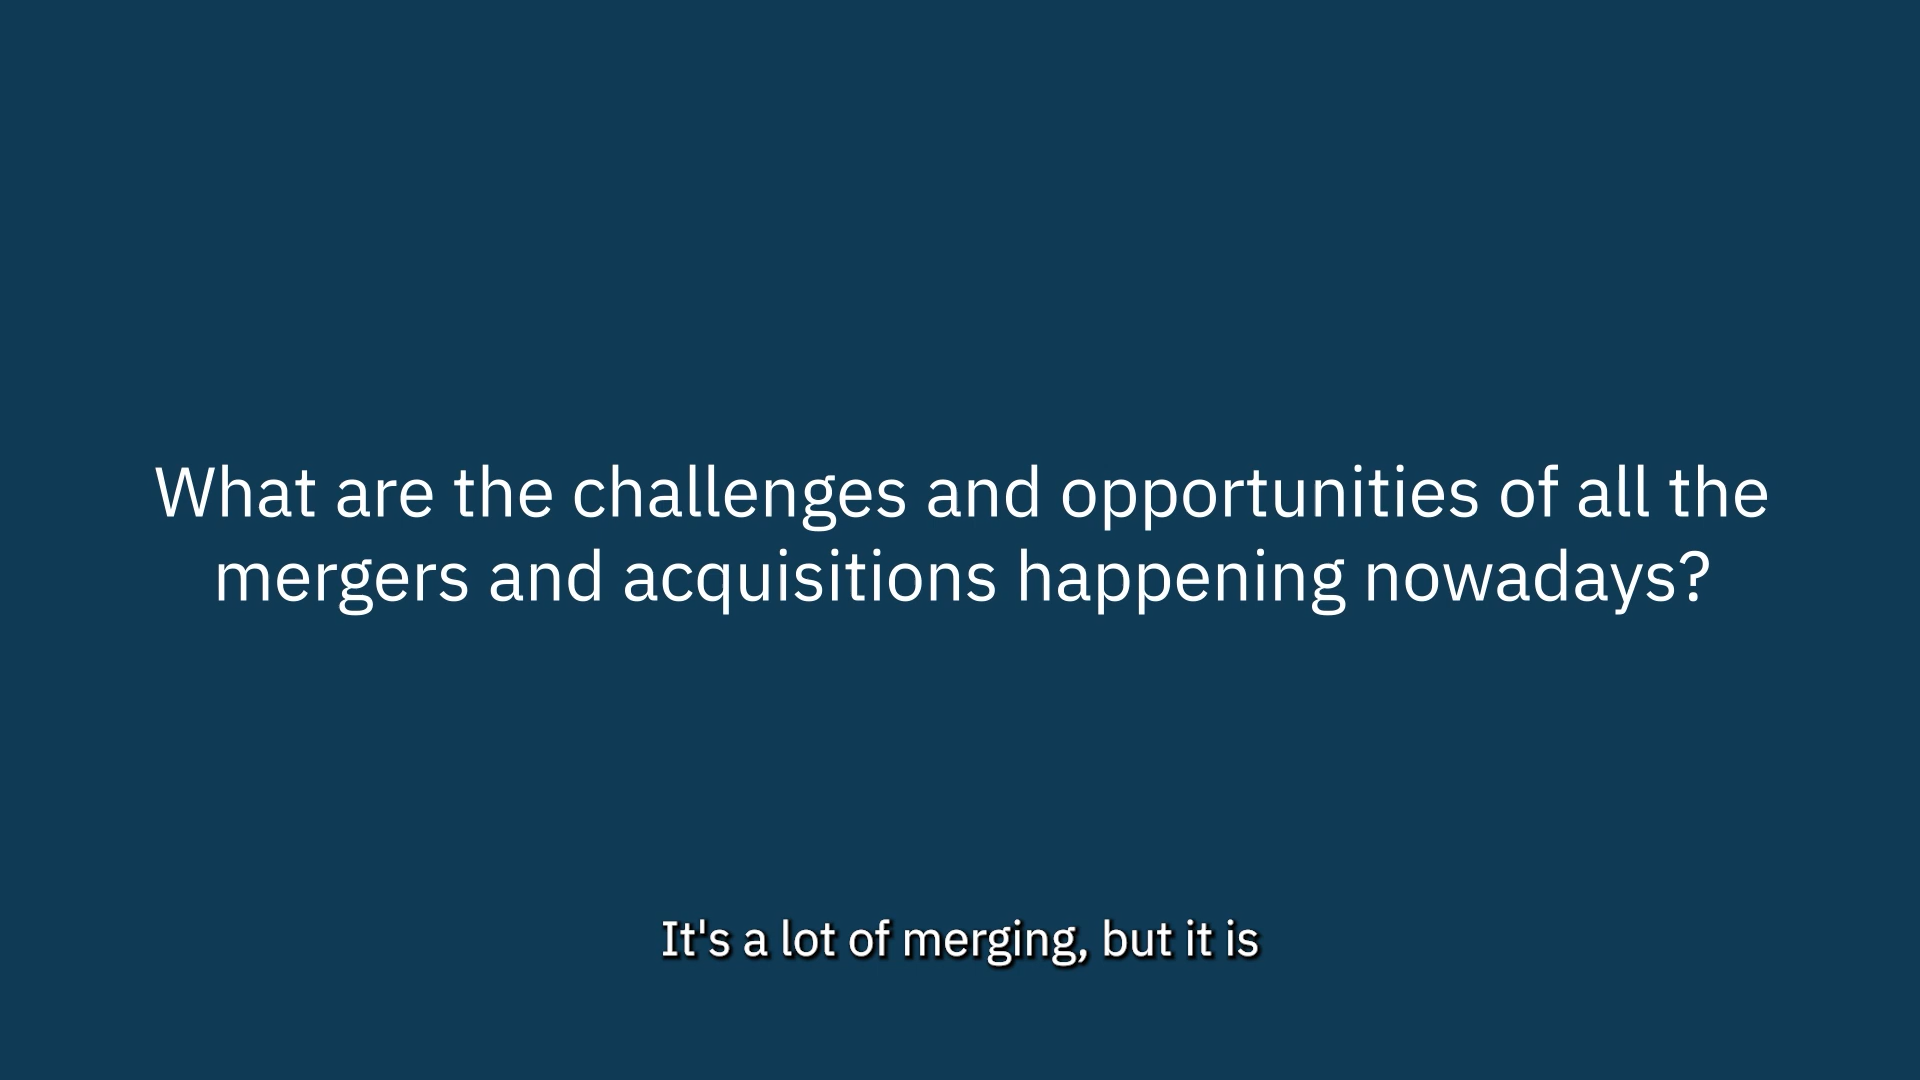 What are the challenges and opportunities of all the
mergers and acquisitions happening nowadays?
It's a lot of merging, but it is